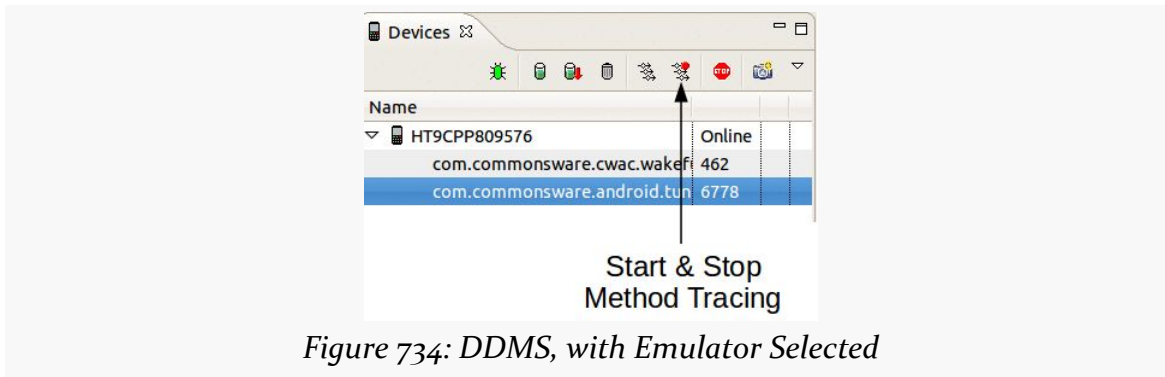 Devices
STOP
Name
HT9CPP809576 Online
com.commonsware.cwac.wakef 462
com.commonsware.android.tun 6778
Start & Stop
Method Tracing
Figure 734: DDMS, with Emulator Selected